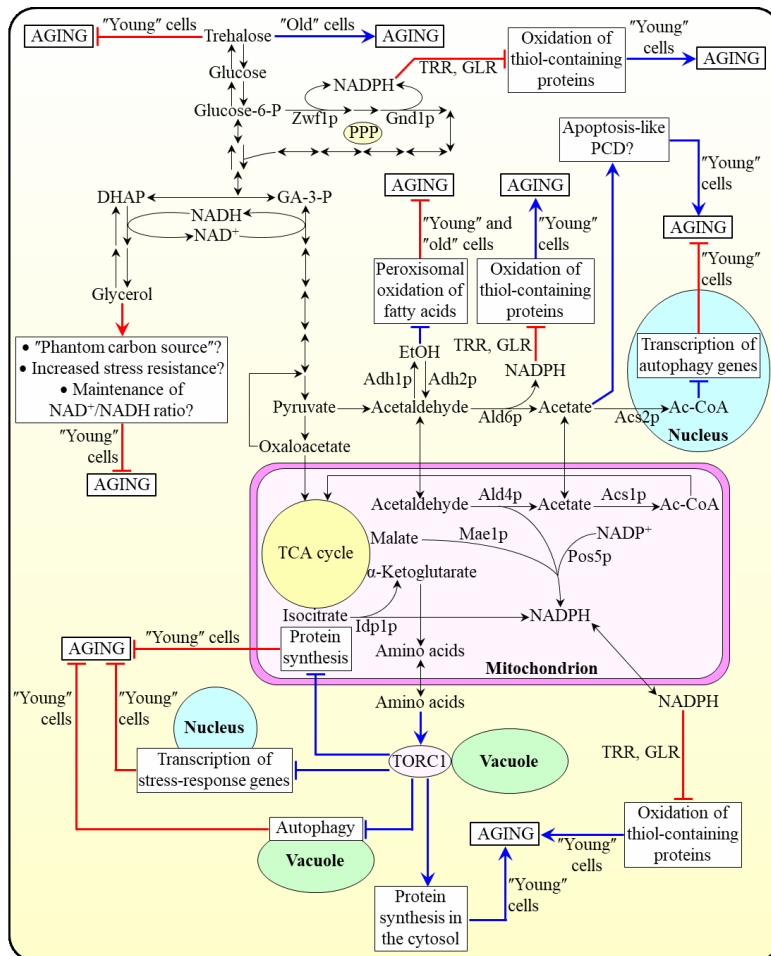 "Young" cells
"Old" cells
AGING
Trehalose
AGING
Oxidation of
thiol-containing
proteins
"Young"
cells
AGING
Glucose
NADPH
TRR, GLR
Glucose-6-P
Zwf1p
Gnd1p
PPP
Apoptosis-like
PCD?
"Young"
cells
DHAP
GA-3-P
NADH
NAD⁺
AGING
AGING
AGING
"Young" and
"old" cells
"Young"
cells
"Young"
cells
Glycerol
Peroxisomal
oxidation of
fatty acids
Oxidation of
thiol-containing
proteins
• "Phantom carbon source"?
• Increased stress resistance?
• Maintenance of
NAD⁺/NADH ratio?
EtOH
TRR, GLR
NADPH
Transcription of
autophagy genes
Adh1p
Adh2p
Pyruvate
Acetaldehyde
Ald6p
Acetate
Acs2p
Ac-CoA
Nucleus
"Young"
cells
AGING
Oxaloacetate
Acetaldehyde
Ald4p
Acetate
Acs1p
Ac-CoA
TCA cycle
Malate
Mae1p
NADP⁺
Pos5p
α-Ketoglutarate
Isocitrate
Idp1p
NADPH
Protein
synthesis
"Young" cells
AGING
Amino acids
Mitochondrion
"Young"
cells
"Young"
cells
Nucleus
Amino acids
NADPH
Transcription of
stress-response genes
TORC1
Vacuole
TRR, GLR
Autophagy
Vacuole
AGING
"Young"
cells
Oxidation of
thiol-containing
proteins
Protein
synthesis in
the cytosol
"Young"
cells